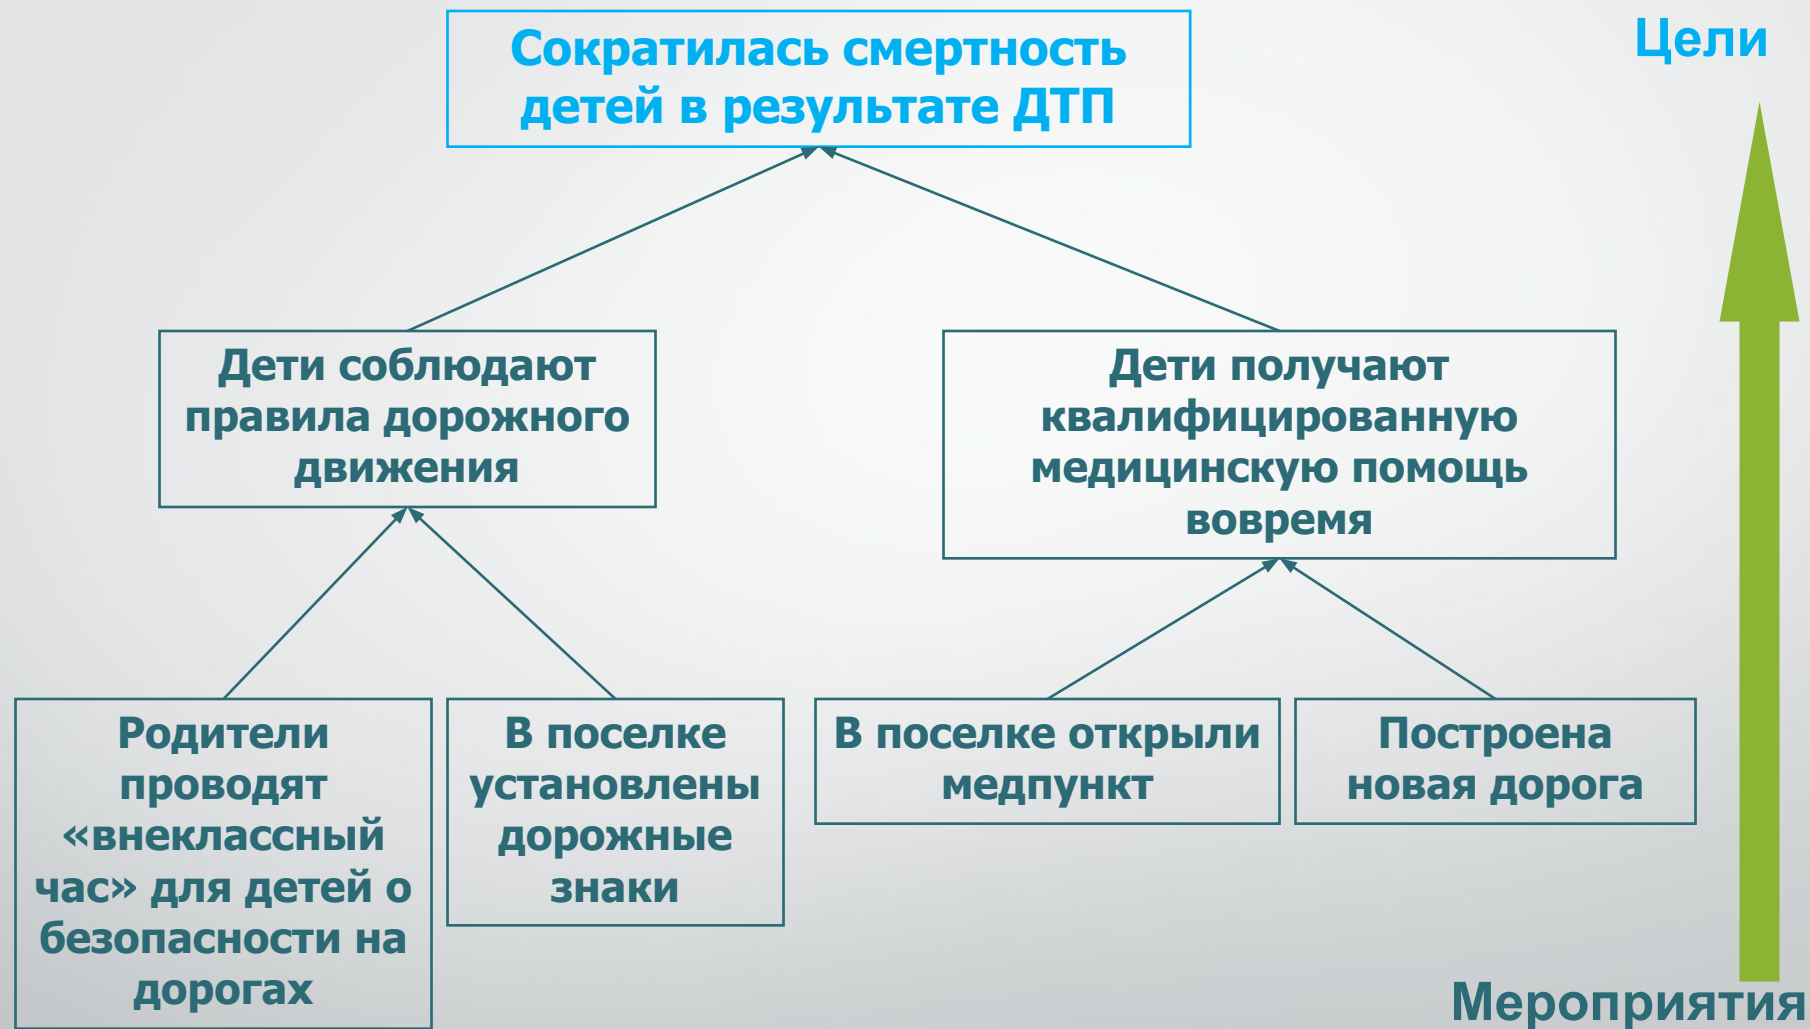 Сократилась смертность
детей в результате ДТП
Цели
Дети соблюдают
правила дорожного
движения
Дети получают
квалифицированную
медицинскую помощь
вовремя
Родители
проводят
«внеклассный
час» для детей о
безопасности на
дорогах
В поселке
установлены
дорожные
знаки
В поселке открыли
медпункт
Построена
новая дорога
Мероприятия